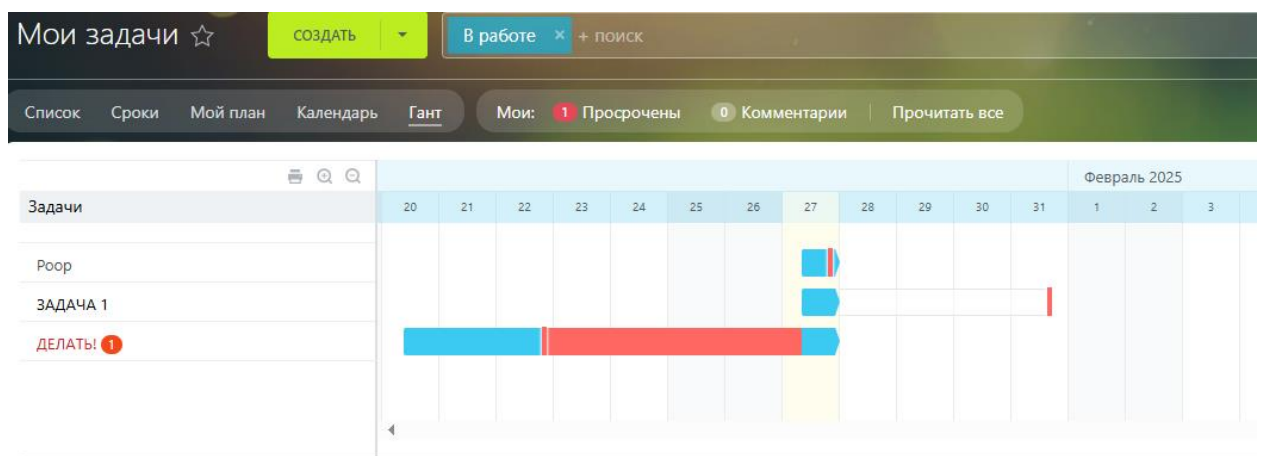 Мои задачи СОЗДАТЬ В работе × + поиск
Список Сроки Мой план Календарь Гант Мои: 1 Просрочены 0 Комментарии Прочитать все
Февраль 2025
Задачи 20 21 22 23 24 25 26 27 28 29 30 31 1 2 3
Poop
ЗАДАЧА 1
ДЕЛАТЬ! 1